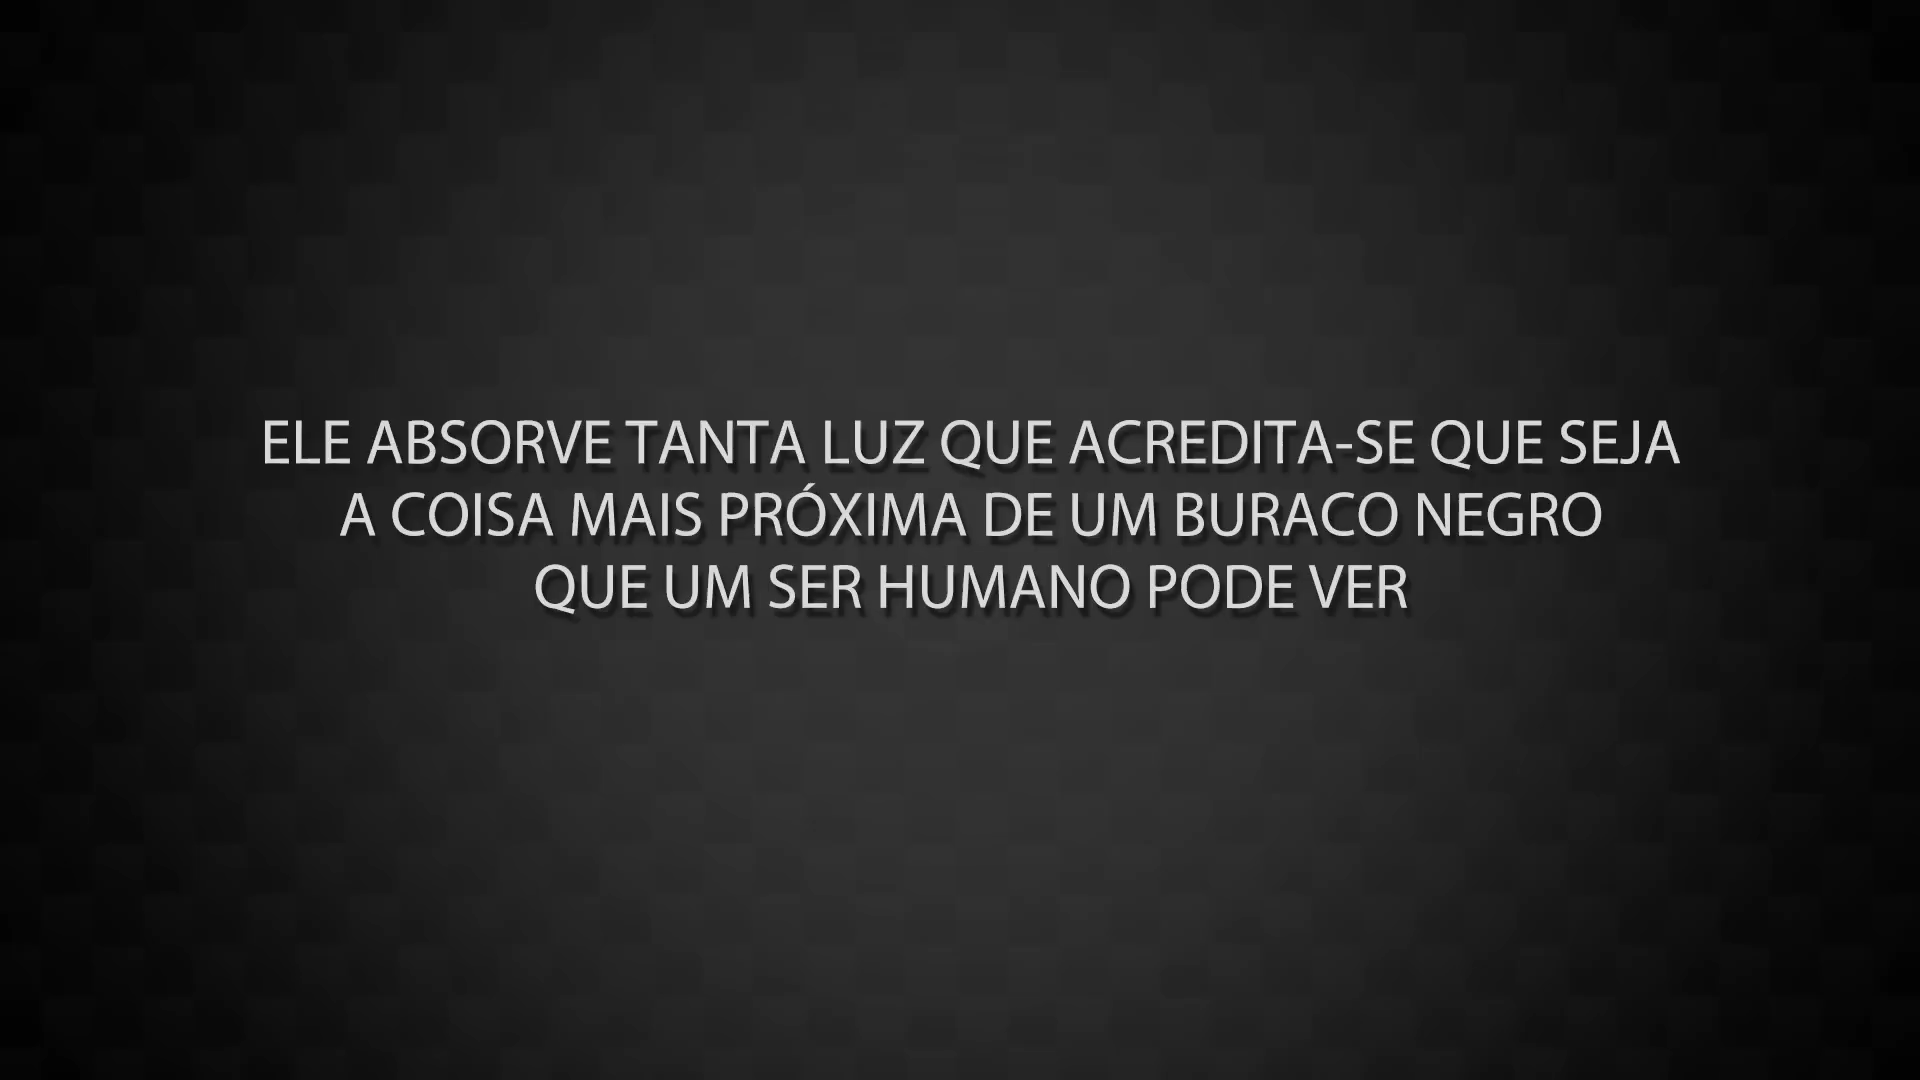 ELE ABSORVE TANTA LUZ QUE ACREDITA-SE QUE SEJA
A COISA MAIS PRÓXIMA DE UM BURACO NEGRO
QUE UM SER HUMANO PODE VER